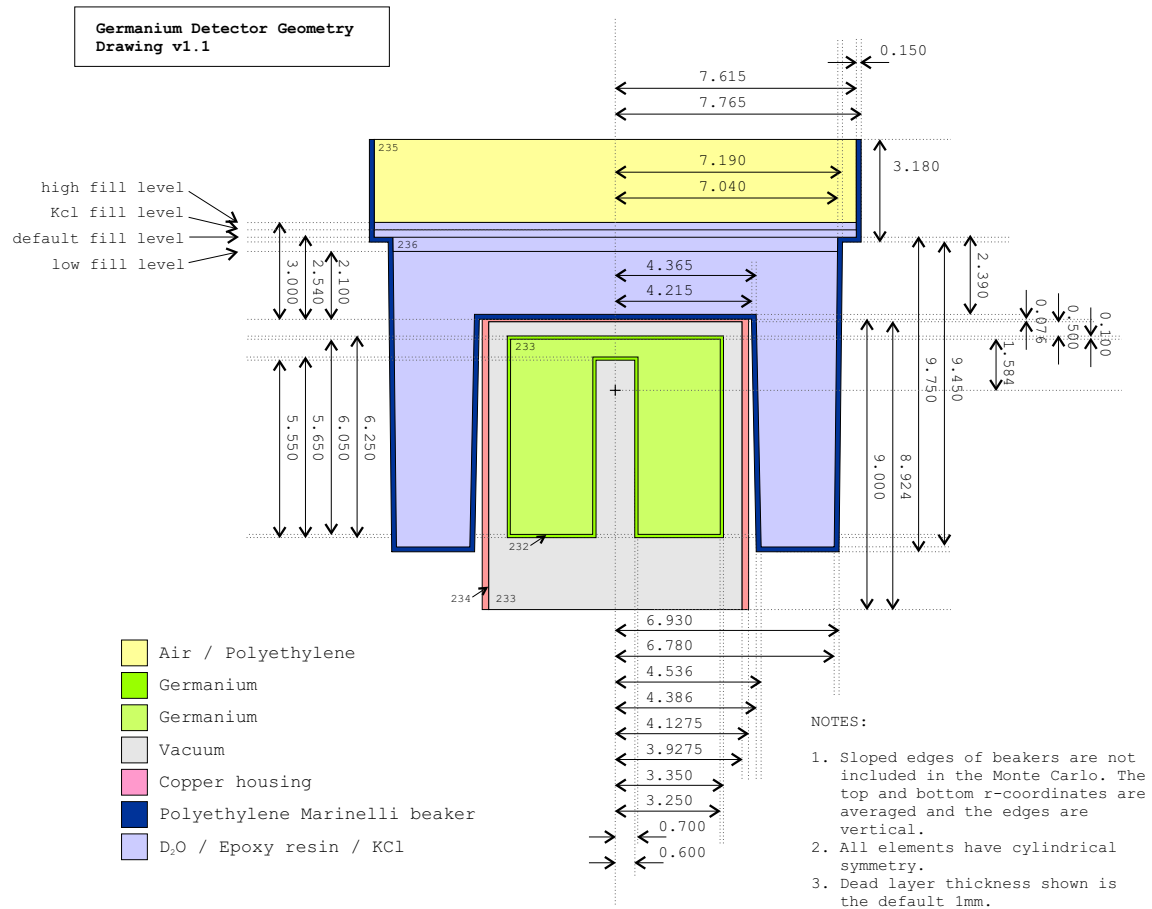 Germanium Detector Geometry
Drawing v1.1
0.150
7.615
7.765
235
3.180
7.190
7.040
high fill level
Kcl fill level
default fill level
low fill level
236
3.000
2.540
2.100
4.365
4.215
2.390
0.076
0.500
0.100
1.584
233
9.750
9.450
5.550
5.650
6.050
6.250
9.000
8.924
232
234
233
6.930
6.780
4.536
4.386
4.1275
3.9275
3.350
3.250
0.700
0.600
Air / Polyethylene
Germanium
Germanium
Vacuum
Copper housing
Polyethylene Marinelli beaker
D₂O / Epoxy resin / KCl
NOTES:
1. Sloped edges of beakers are not
included in the Monte Carlo. The
top and bottom r-coordinates are
averaged and the edges are
vertical.
2. All elements have cylindrical
symmetry.
3. Dead layer thickness shown is
the default 1mm.